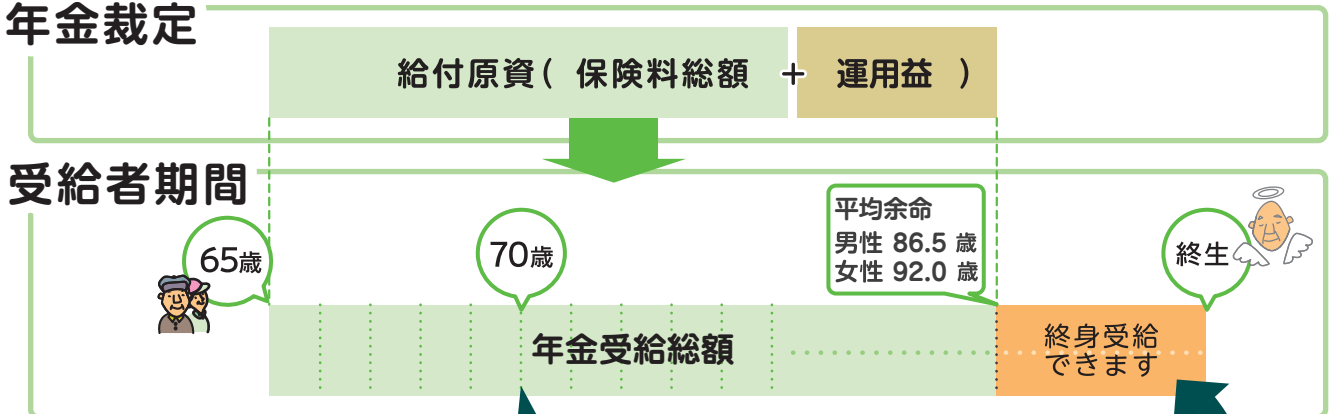 年金裁定
給付原資（ 保険料総額 ＋ 運用益 ）
受給者期間
65歳
70歳
平均余命
男性 86.5 歳
女性 92.0 歳
終生
年金受給総額
終身受給
できます